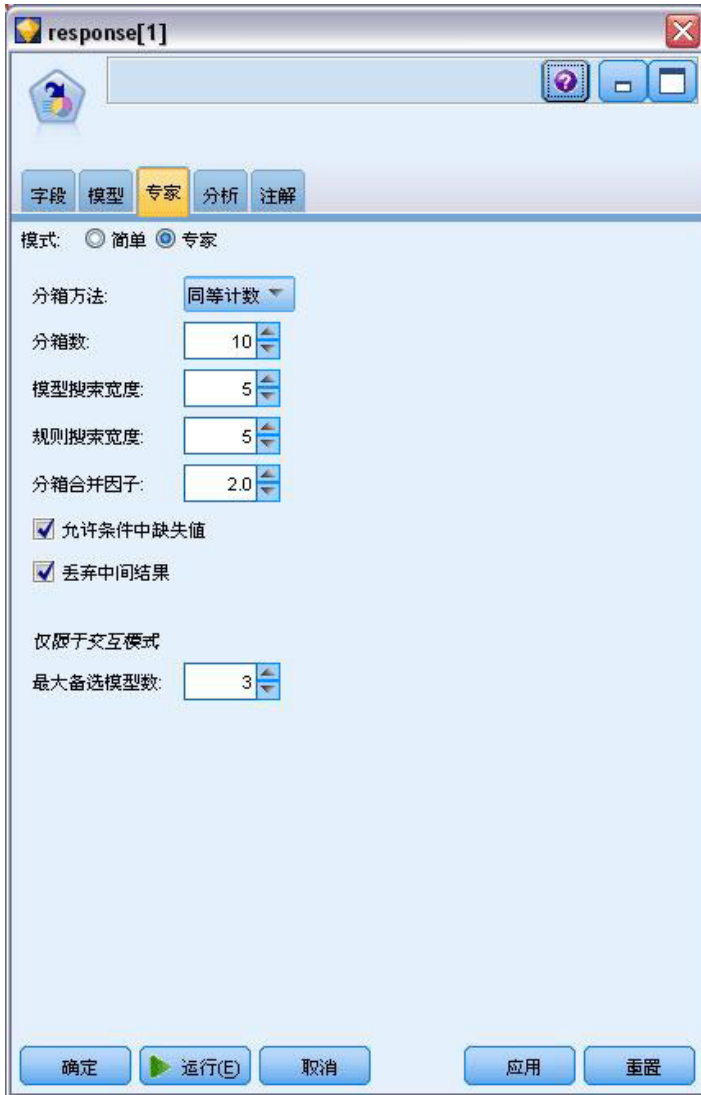 response[1]
字段 模型 专家 分析 注解
模式: 简单 专家
分箱方法: 同等计数
分箱数: 10
模型搜索宽度: 5
规则搜索宽度: 5
分箱合并因子: 2.0
允许条件中缺失值
丢弃中间结果
仅限于交互模式
最大备选模型数: 3
确定 运行(E) 取消 应用 重置